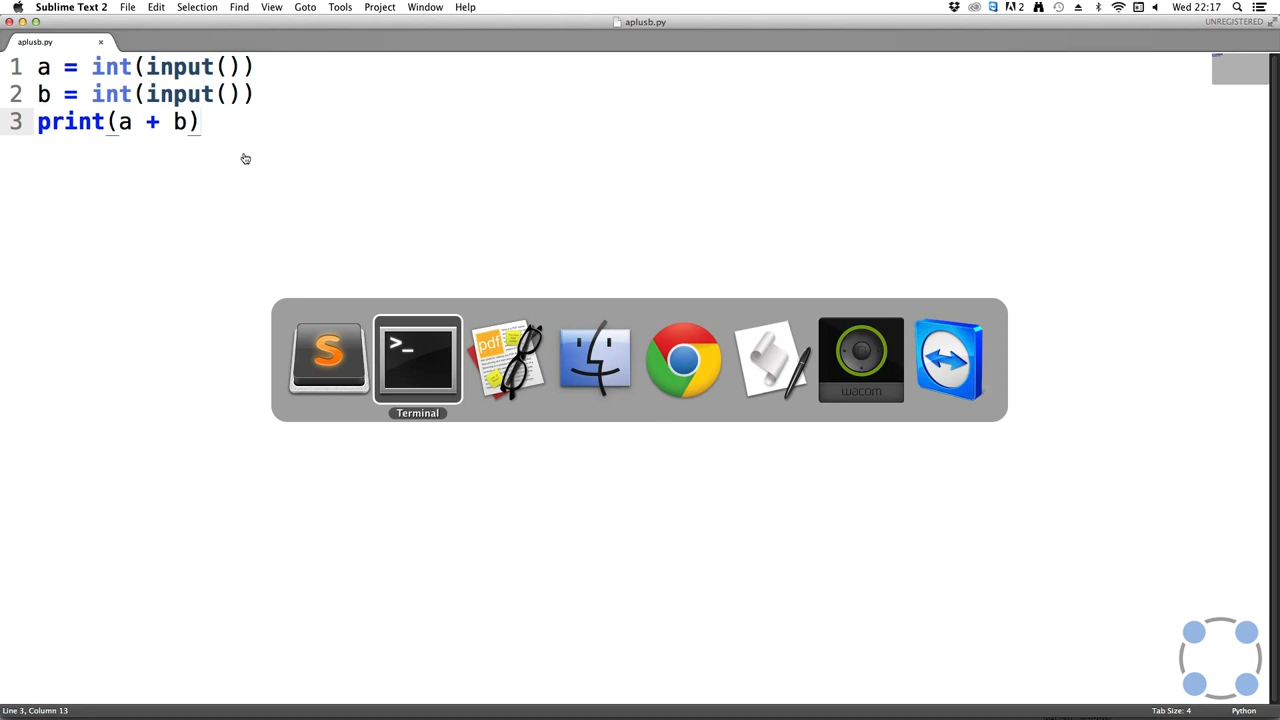 Sublime Text 2 File Edit Selection Find View Goto Tools Project Window Help 2 Wed 22:17
aplusb.py UNREGISTERED
aplusb.py ×
1 a = int(input())
2 b = int(input())
3 print(a + b)
>_
S pdf wacom
Terminal
Line 3, Column 13 Tab Size: 4 Python